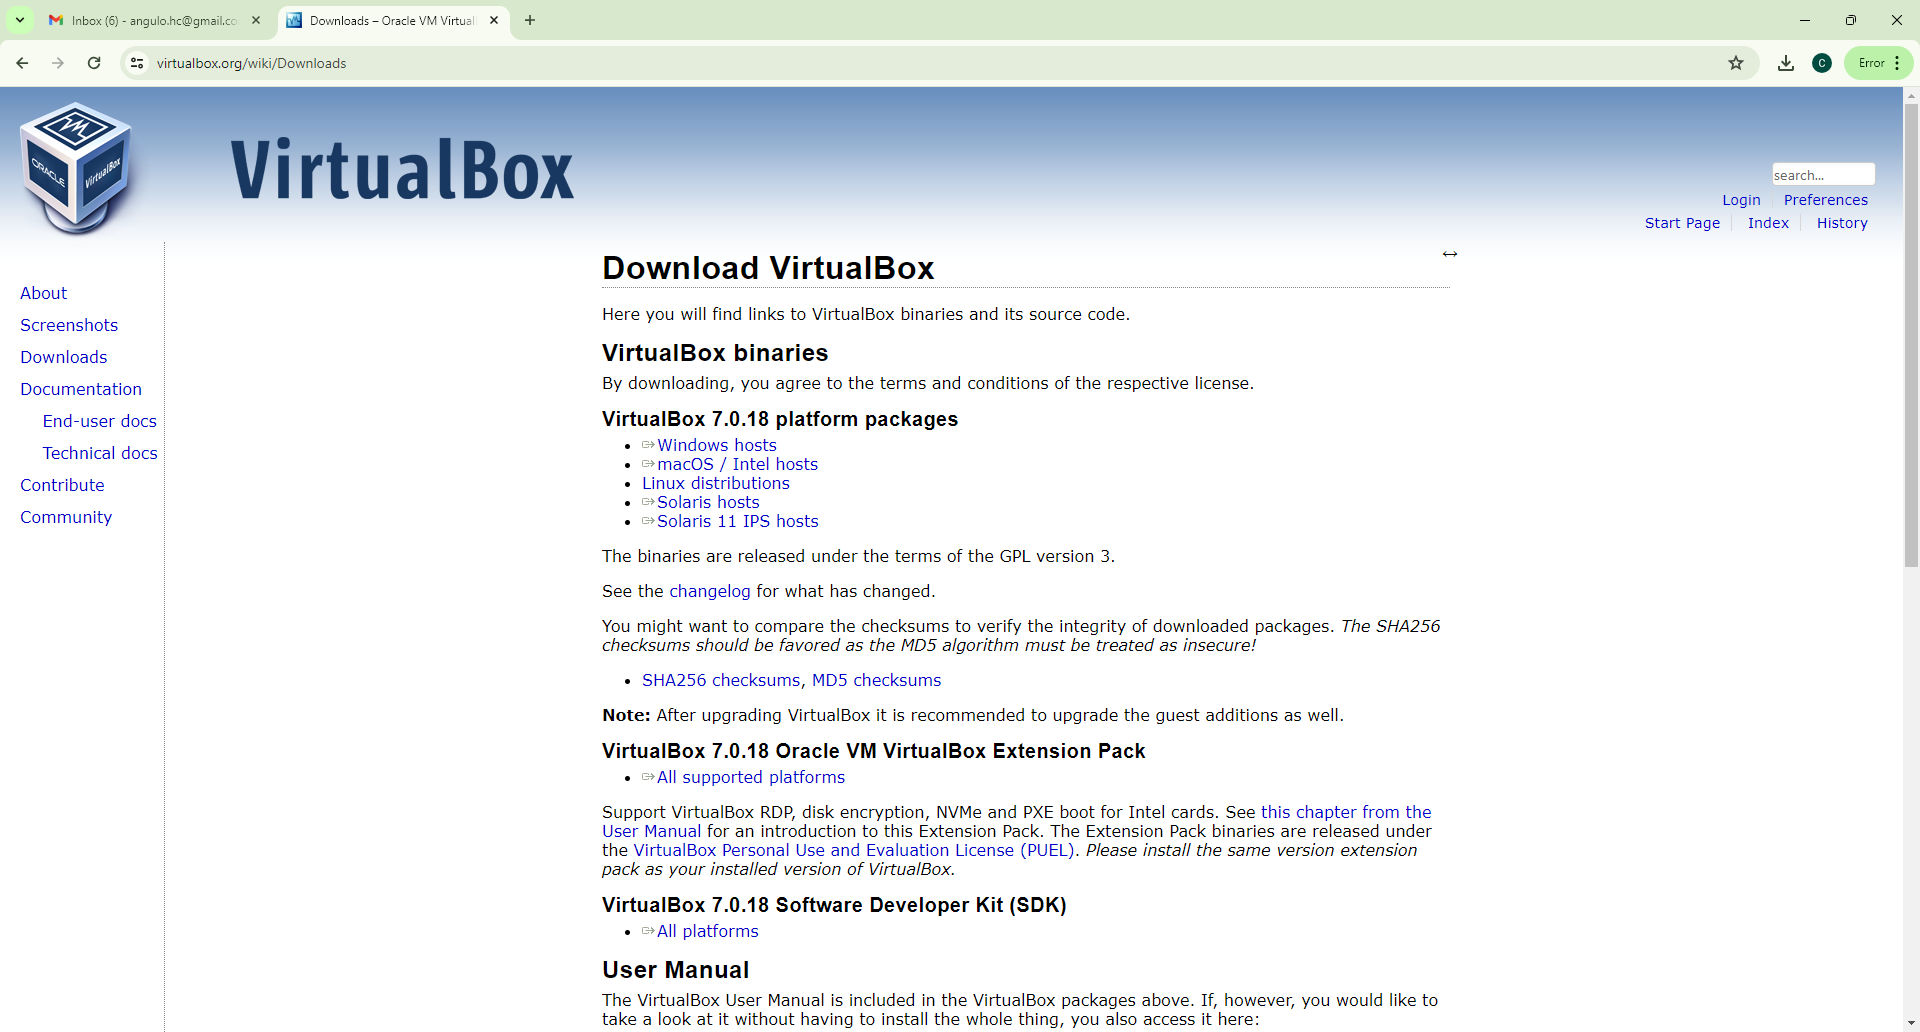 Inbox (6) - angulo.hc@gmail.co
Downloads – Oracle VM Virtual
virtualbox.org/wiki/Downloads
C
Error
ORACLE
VirtualBox
VirtualBox
search...
Login
Preferences
Start Page
Index
History
About
Screenshots
Downloads
Documentation
End-user docs
Technical docs
Contribute
Community
Download VirtualBox
Here you will find links to VirtualBox binaries and its source code.
VirtualBox binaries
By downloading, you agree to the terms and conditions of the respective license.
VirtualBox 7.0.18 platform packages
Windows hosts
macOS / Intel hosts
Linux distributions
Solaris hosts
Solaris 11 IPS hosts
The binaries are released under the terms of the GPL version 3.
See the changelog for what has changed.
You might want to compare the checksums to verify the integrity of downloaded packages. The SHA256
checksums should be favored as the MD5 algorithm must be treated as insecure!
SHA256 checksums, MD5 checksums
Note: After upgrading VirtualBox it is recommended to upgrade the guest additions as well.
VirtualBox 7.0.18 Oracle VM VirtualBox Extension Pack
All supported platforms
Support VirtualBox RDP, disk encryption, NVMe and PXE boot for Intel cards. See this chapter from the
User Manual for an introduction to this Extension Pack. The Extension Pack binaries are released under
the VirtualBox Personal Use and Evaluation License (PUEL). Please install the same version extension
pack as your installed version of VirtualBox.
VirtualBox 7.0.18 Software Developer Kit (SDK)
All platforms
User Manual
The VirtualBox User Manual is included in the VirtualBox packages above. If, however, you would like to
take a look at it without having to install the whole thing, you also access it here: